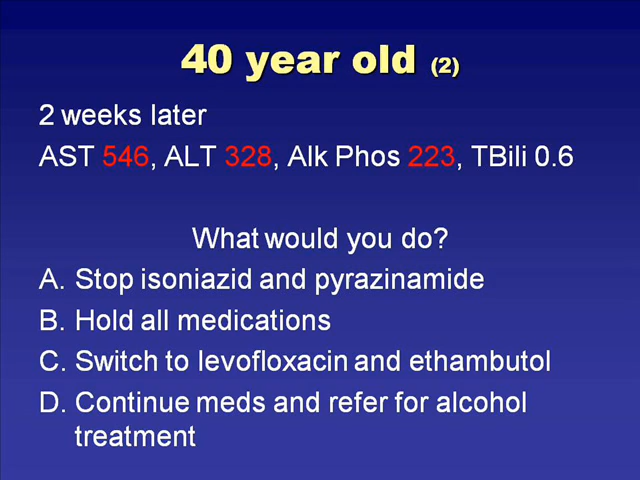 40 year old (2)
2 weeks later
AST 546, ALT 328, Alk Phos 223, TBili 0.6
What would you do?
A. Stop isoniazid and pyrazinamide
B. Hold all medications
C. Switch to levofloxacin and ethambutol
D. Continue meds and refer for alcohol
treatment